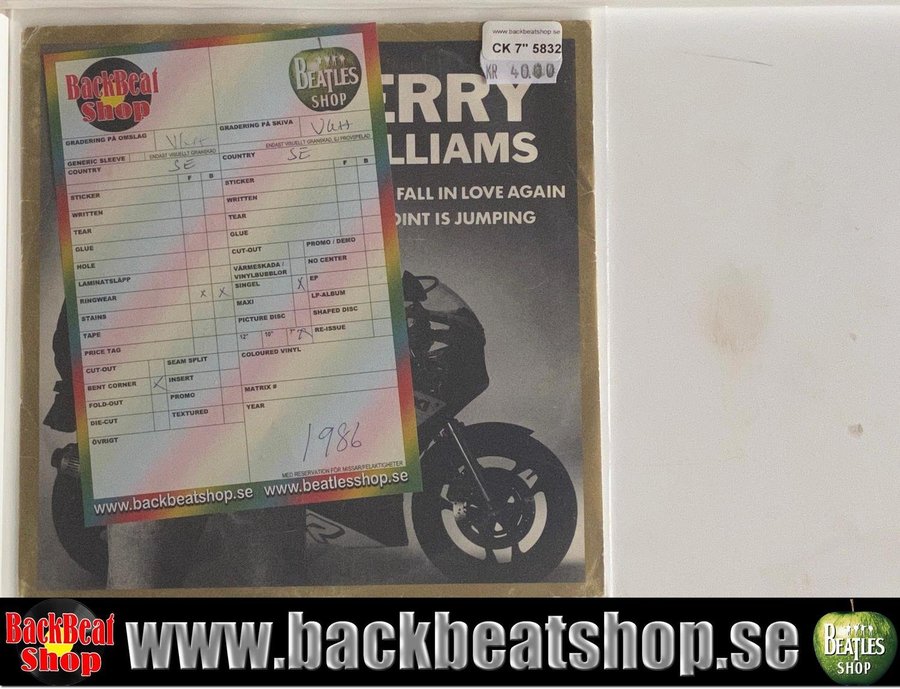 www.backbeatshop.se
CK 7" 5832
KR 40.00
ERRY
LLIAMS
FALL IN LOVE AGAIN
OINT IS JUMPING
BackBeat
Shop
BEATLES
SHOP
GRADERING PÅ OMSLAG
VG+
GRADERING PÅ SKIVA
VG+
ENDAST VISUELLT GRANSKAD
ENDAST VISUELLT GRANSKAD, EJ PROVSPELAD
GENERIC SLEEVE
COUNTRY
SE
COUNTRY
SE
F B
F B
STICKER
WRITTEN
TEAR
GLUE
HOLE
LAMINATSLÄPP
RINGWEAR X X
STAINS
TAPE
PRICE TAG
CUT-OUT
SEAM SPLIT
BENT CORNER X
INSERT
FOLD-OUT
PROMO
DIE-CUT
TEXTURED
ÖVRIGT
STICKER
WRITTEN
TEAR
GLUE
CUT-OUT
PROMO / DEMO
VÄRMESKADA /
VINYLBUBBLOR
NO CENTER
SINGEL X
EP
MAXI
LP-ALBUM
PICTURE DISC
SHAPED DISC
12" 10" 7" X
RE-ISSUE
COLOURED VINYL
MATRIX #
YEAR
1986
MED RESERVATION FÖR MISSAR/FELAKTIGHETER
www.backbeatshop.se www.beatlesshop.se
BackBeat
Shop
www.backbeatshop.se
BEATLES
SHOP